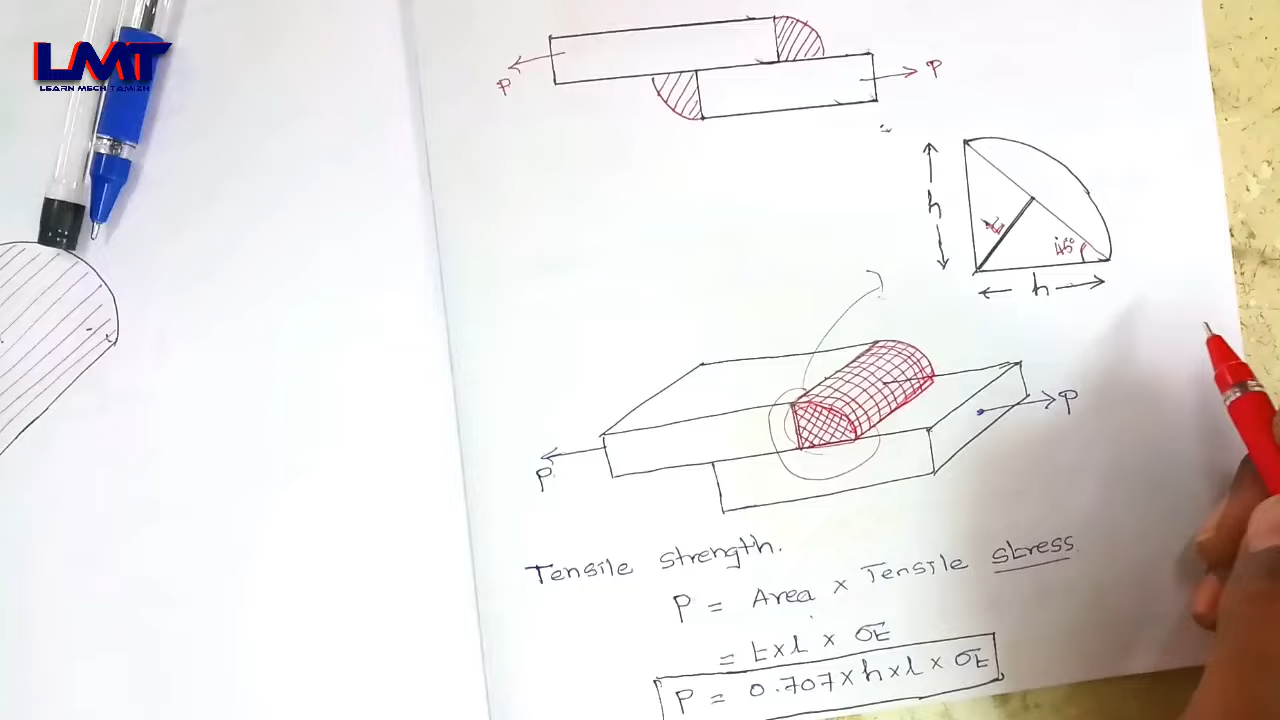 LMT
LEARN MECH TAMIZH
P
P
h
t
45°
h
P
P
Tensile strength.
P = Area × Tensile stress.
= t×l × σt
P = 0.707×h×l×σt